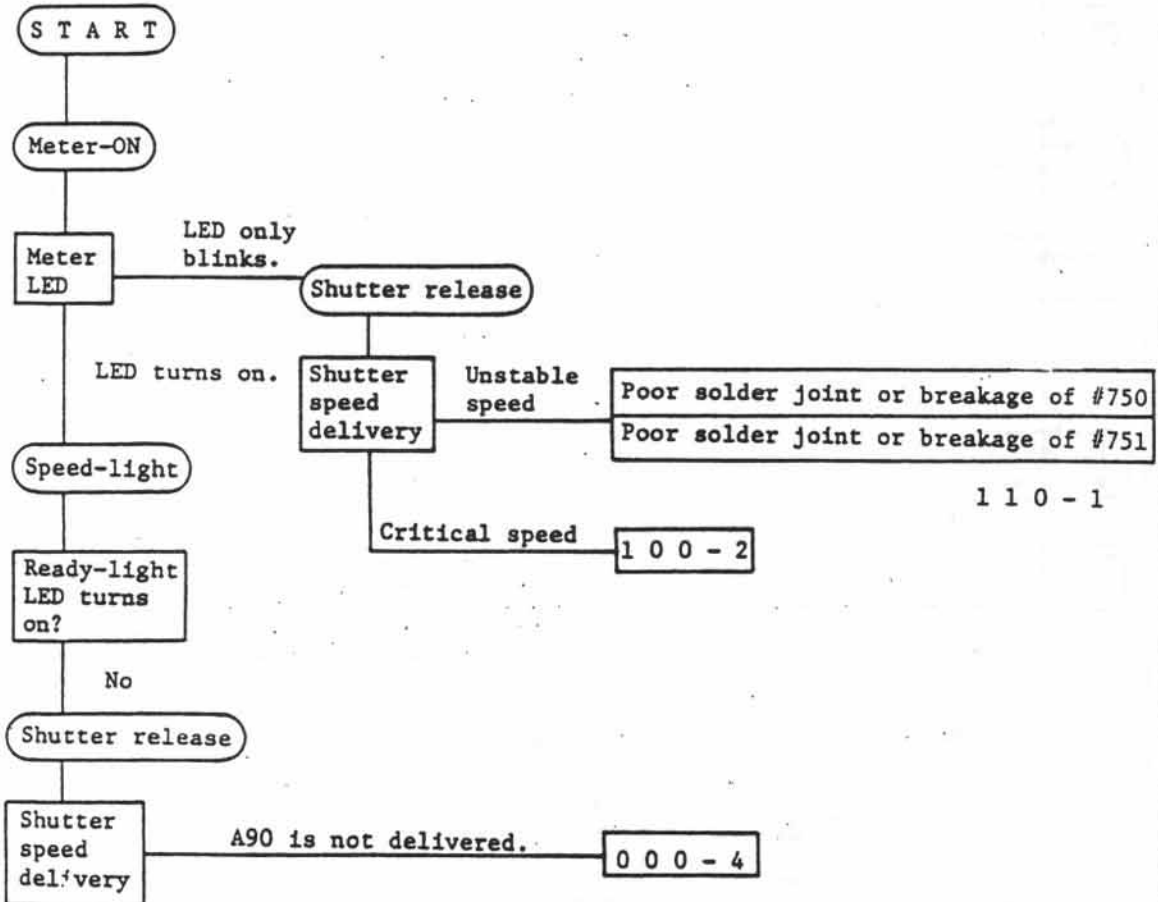 S T A R T
Meter-ON
LED only
blinks.
Meter
LED
Shutter release
LED turns on.
Shutter
speed
delivery
Unstable
speed
Poor solder joint or breakage of #750
Poor solder joint or breakage of #751
1 1 0 - 1
Speed-light
Critical speed
1 0 0 - 2
Ready-light
LED turns
on?
No
Shutter release
Shutter
speed
delivery
A90 is not delivered.
0 0 0 - 4